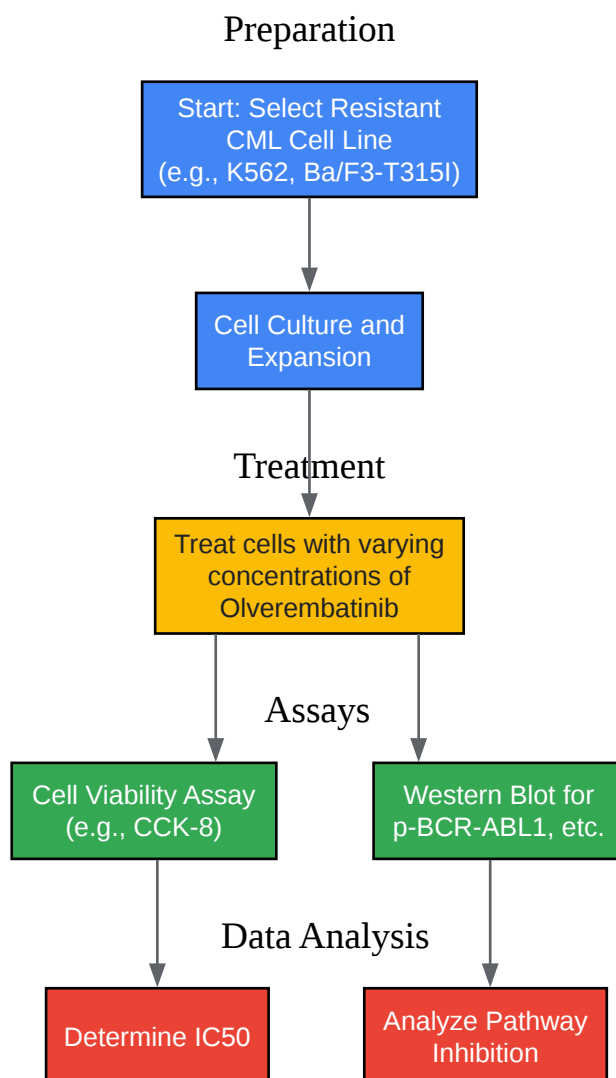 Preparation
Start: Select Resistant
CML Cell Line
(e.g., K562, Ba/F3-T315I)
Cell Culture and
Expansion
Treatment
Treat cells with varying
concentrations of
Olverembatinib
Assays
Cell Viability Assay
(e.g., CCK-8)
Western Blot for
p-BCR-ABL1, etc.
Data Analysis
Determine IC50
Analyze Pathway
Inhibition